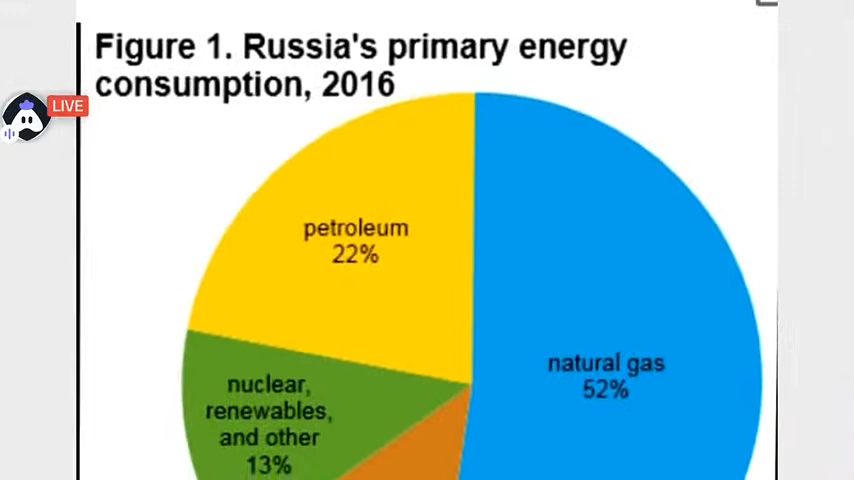 Figure 1. Russia's primary energy
consumption, 2016
LIVE
petroleum
22%
natural gas
52%
nuclear,
renewables,
and other
13%